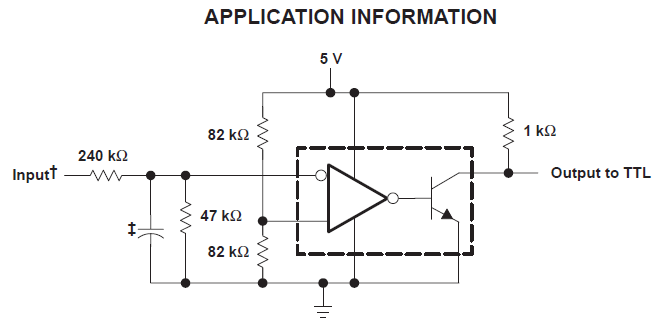 APPLICATION INFORMATION
5 V
82 kΩ
1 kΩ
240 kΩ
Input†
Output to TTL
47 kΩ
‡
82 kΩ